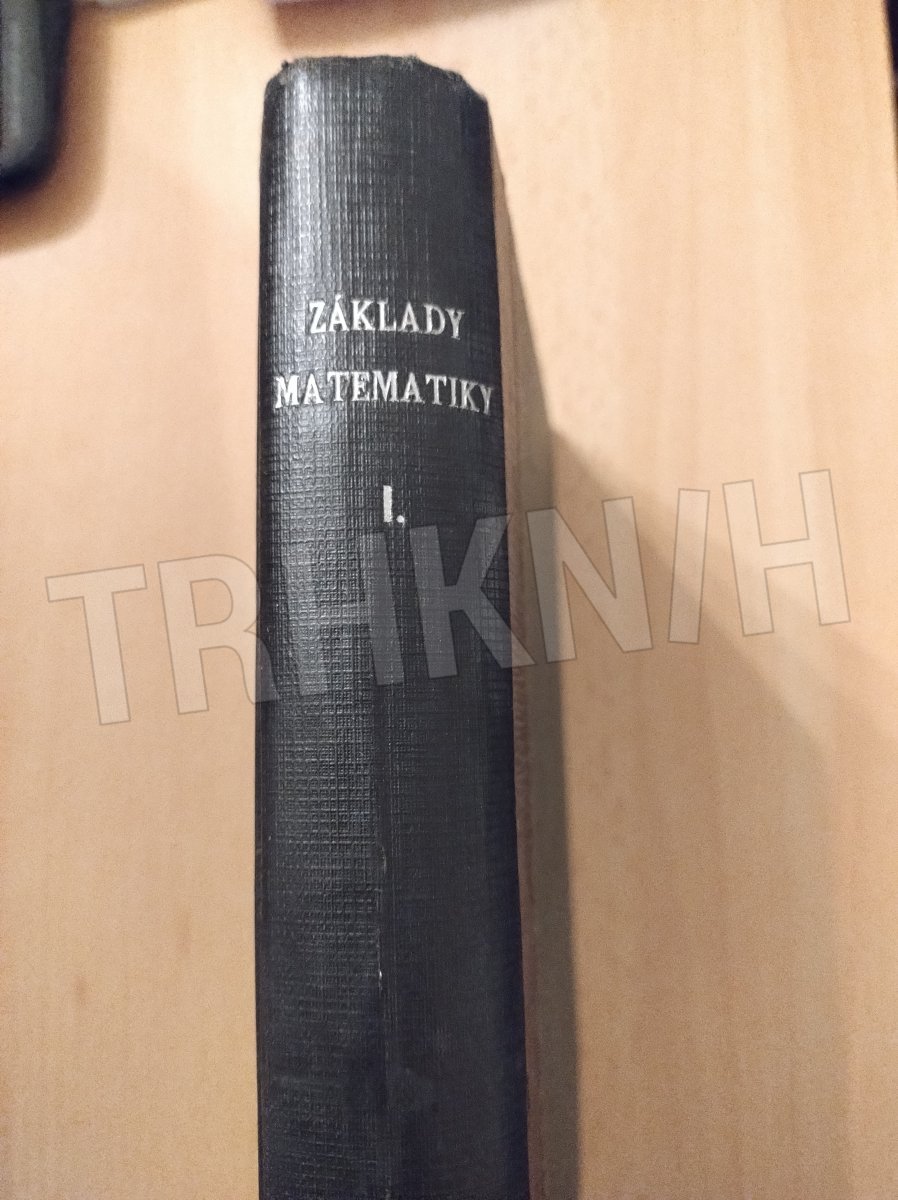 ZÁKLADY
MATEMATIKY
I.
TRHKNIH